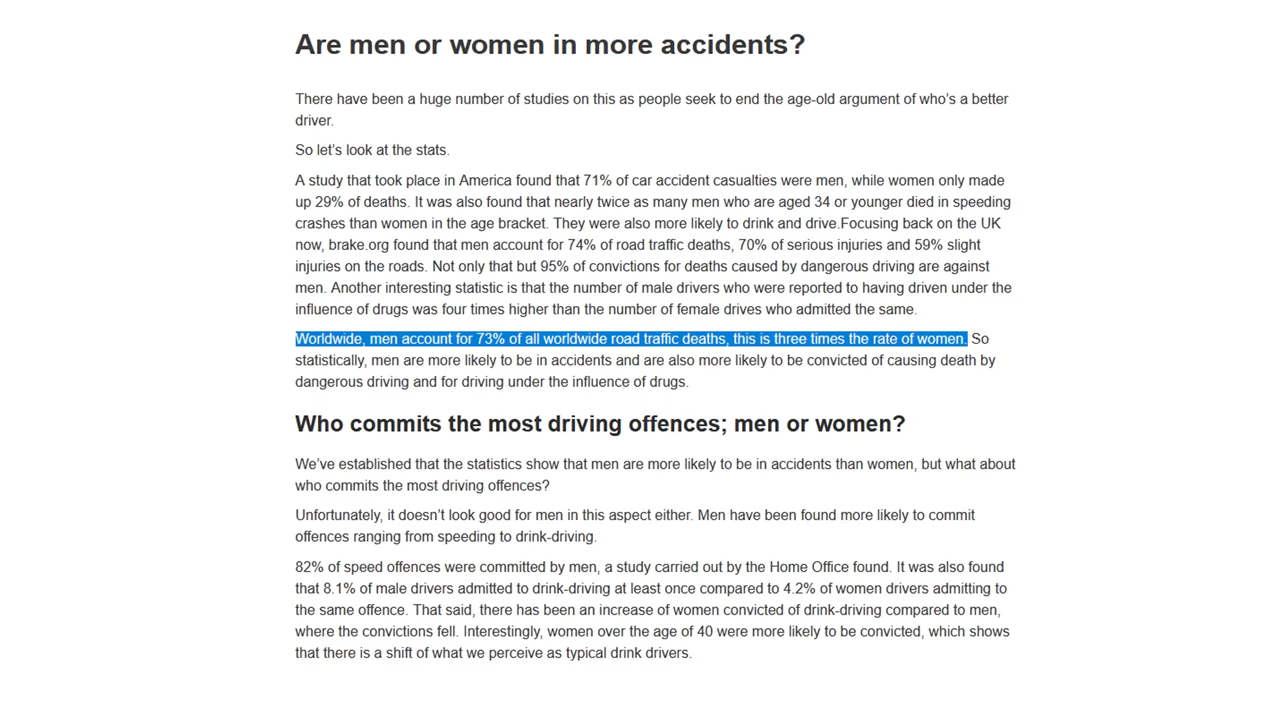 Are men or women in more accidents?
There have been a huge number of studies on this as people seek to end the age-old argument of who's a better
driver.
So let's look at the stats.
A study that took place in America found that 71% of car accident casualties were men, while women only made
up 29% of deaths. It was also found that nearly twice as many men who are aged 34 or younger died in speeding
crashes than women in the age bracket. They were also more likely to drink and drive.Focusing back on the UK
now, brake.org found that men account for 74% of road traffic deaths, 70% of serious injuries and 59% slight
injuries on the roads. Not only that but 95% of convictions for deaths caused by dangerous driving are against
men. Another interesting statistic is that the number of male drivers who were reported to having driven under the
influence of drugs was four times higher than the number of female drives who admitted the same.
Worldwide, men account for 73% of all worldwide road traffic deaths, this is three times the rate of women. So
statistically, men are more likely to be in accidents and are also more likely to be convicted of causing death by
dangerous driving and for driving under the influence of drugs.
Who commits the most driving offences; men or women?
We've established that the statistics show that men are more likely to be in accidents than women, but what about
who commits the most driving offences?
Unfortunately, it doesn't look good for men in this aspect either. Men have been found more likely to commit
offences ranging from speeding to drink-driving.
82% of speed offences were committed by men, a study carried out by the Home Office found. It was also found
that 8.1% of male drivers admitted to drink-driving at least once compared to 4.2% of women drivers admitting to
the same offence. That said, there has been an increase of women convicted of drink-driving compared to men,
where the convictions fell. Interestingly, women over the age of 40 were more likely to be convicted, which shows
that there is a shift of what we perceive as typical drink drivers.